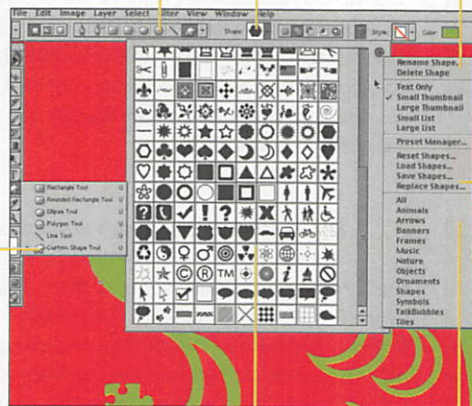 File Edit Image Layer Select Filter View Window Help
Shape: Style: Color:
Rename Shape...
Delete Shape
Text Only
✓ Small Thumbnail
Large Thumbnail
Small List
Large List
Preset Manager...
Reset Shapes...
Load Shapes...
Save Shapes...
Replace Shapes...
All
Animals
Arrows
Banners
Frames
Music
Nature
Objects
Ornaments
Shapes
Symbols
TalkBubbles
Tiles
Rectangle Tool U
Rounded Rectangle Tool U
Ellipse Tool U
Polygon Tool U
Line Tool U
Custom Shape Tool U
© ® TM